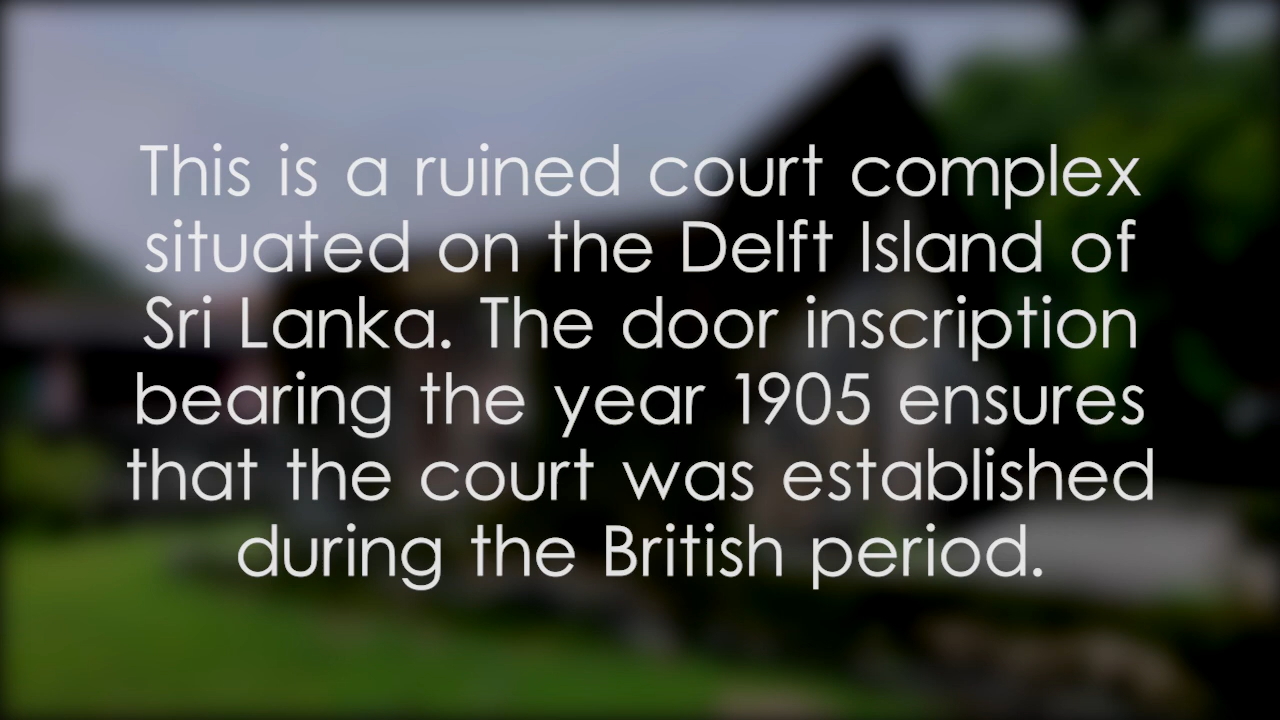 This is a ruined court complex
situated on the Delft Island of
Sri Lanka. The door inscription
bearing the year 1905 ensures
that the court was established
during the British period.